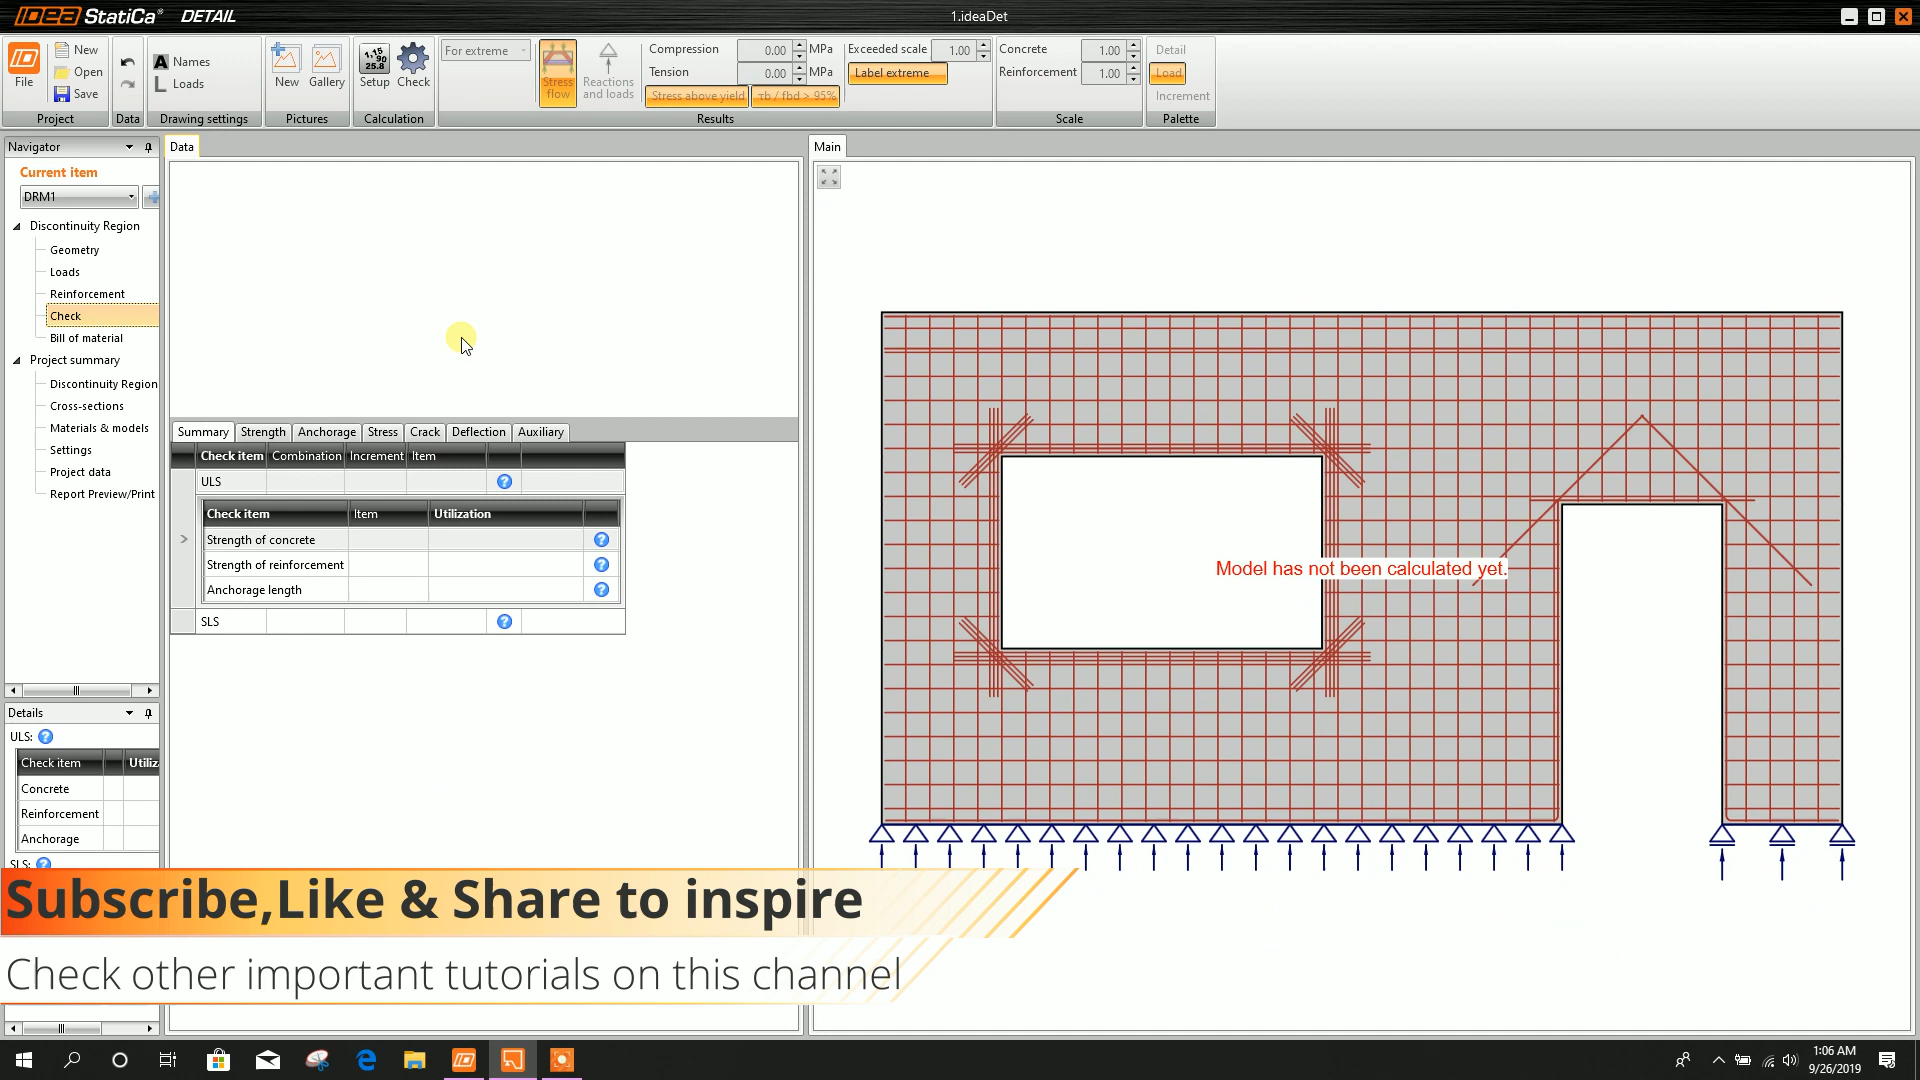 IDEA StatiCa® DETAIL
1.ideaDet
File
New
Open
Save
Project
Data
Names
Loads
Drawing settings
New
Gallery
Pictures
Setup
Check
Calculation
For extreme
Stress flow
Reactions and loads
Compression 0.00 MPa
Tension 0.00 MPa
Stress above yield
τb / fbd > 95%
Exceeded scale 1.00
Label extreme
Results
Concrete 1.00
Reinforcement 1.00
Scale
Detail
Load
Increment
Palette
Navigator
Current item
DRM1
Discontinuity Region
Geometry
Loads
Reinforcement
Check
Bill of material
Project summary
Discontinuity Region
Cross-sections
Materials & models
Settings
Project data
Report Preview/Print
Details
ULS:
Check item Utiliz
Concrete
Reinforcement
Anchorage
SLS:
Data
Summary Strength Anchorage Stress Crack Deflection Auxiliary
Check item Combination Increment Item
ULS
Check item Item Utilization
Strength of concrete
Strength of reinforcement
Anchorage length
SLS
Main
Model has not been calculated yet.
Subscribe,Like & Share to inspire
Check other important tutorials on this channel
1:06 AM
9/26/2019